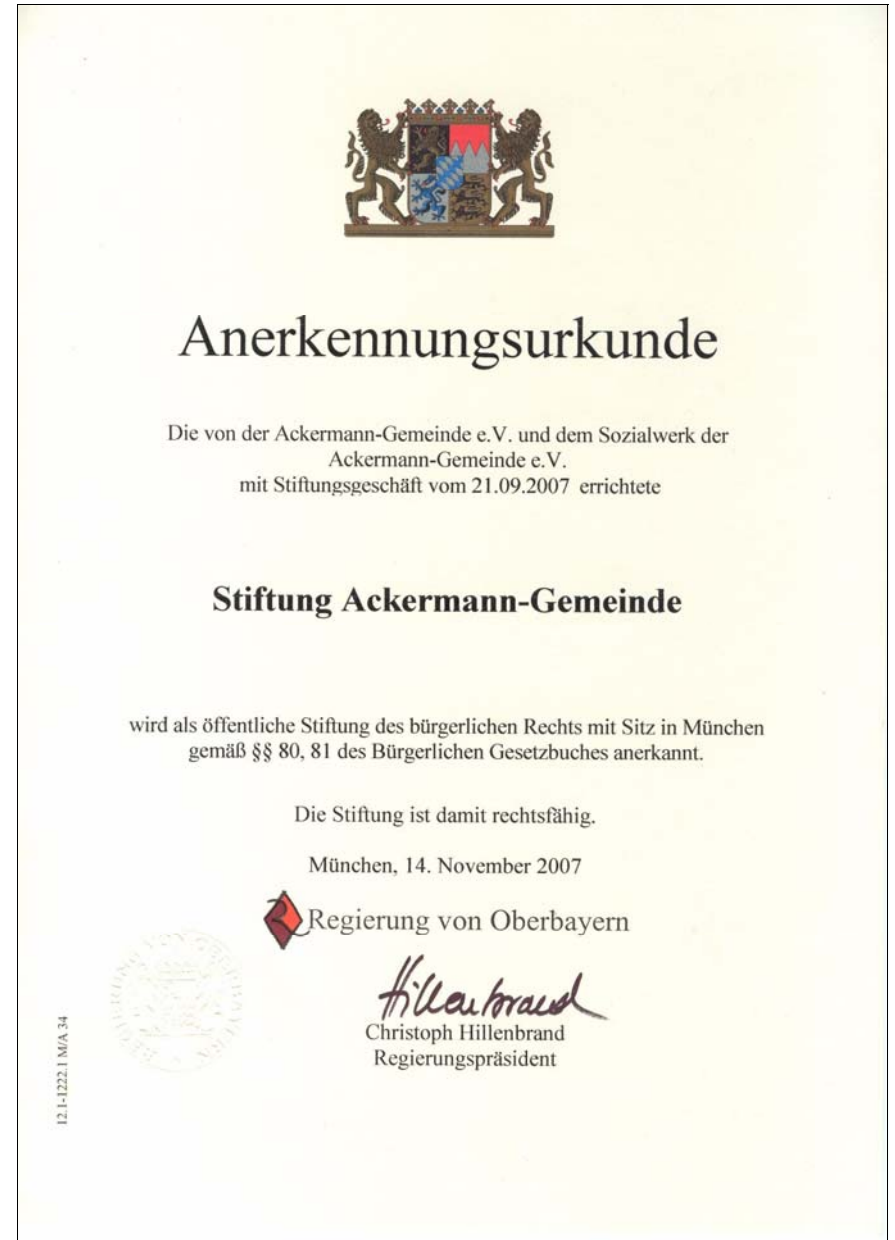 Anerkennungsurkunde
Die von der Ackermann-Gemeinde e.V. und dem Sozialwerk der
Ackermann-Gemeinde e.V.
mit Stiftungsgeschäft vom 21.09.2007 errichtete
Stiftung Ackermann-Gemeinde
wird als öffentliche Stiftung des bürgerlichen Rechts mit Sitz in München
gemäß §§ 80, 81 des Bürgerlichen Gesetzbuches anerkannt.
Die Stiftung ist damit rechtsfähig.
München, 14. November 2007
Regierung von Oberbayern
REGIERUNG VON OBERBAYERN
Hillenbrand
Christoph Hillenbrand
Regierungspräsident
12.1-1222.1 M/A 34